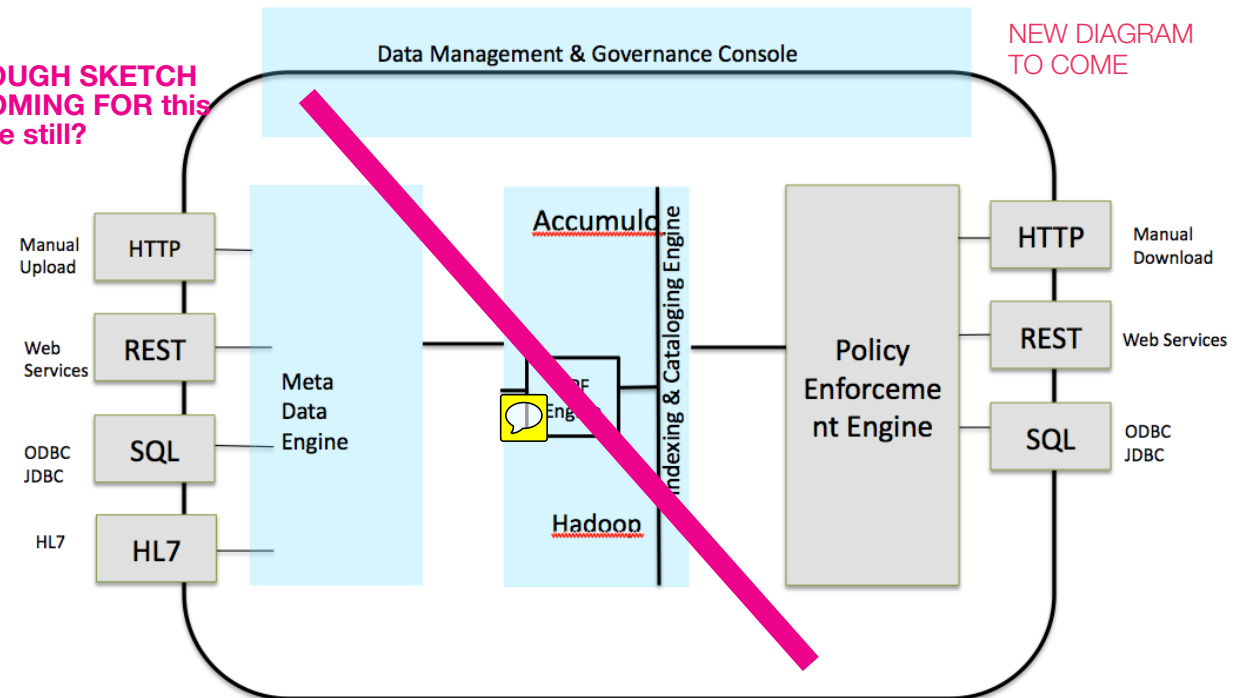 Data Management & Governance Console
NEW DIAGRAM
TO COME
OUGH SKETCH
OMING FOR this
e still?
Manual
Upload
HTTP
Web
Services
REST
ODBC
JDBC
SQL
HL7
HL7
Meta
Data
Engine
Accumulo
Hadoop
Indexing & Cataloging Engine
Policy
Enforceme
nt Engine
HTTP
Manual
Download
REST
Web Services
SQL
ODBC
JDBC